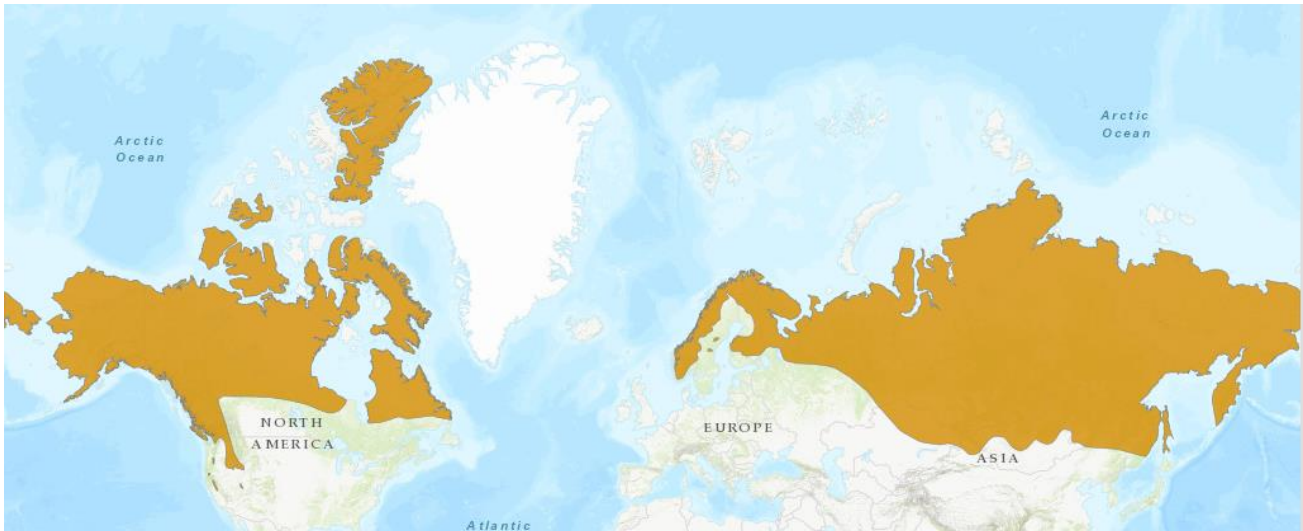 Arctic
Ocean
Arctic
Ocean
NORTH
AMERICA
EUROPE
ASIA
Atlantic